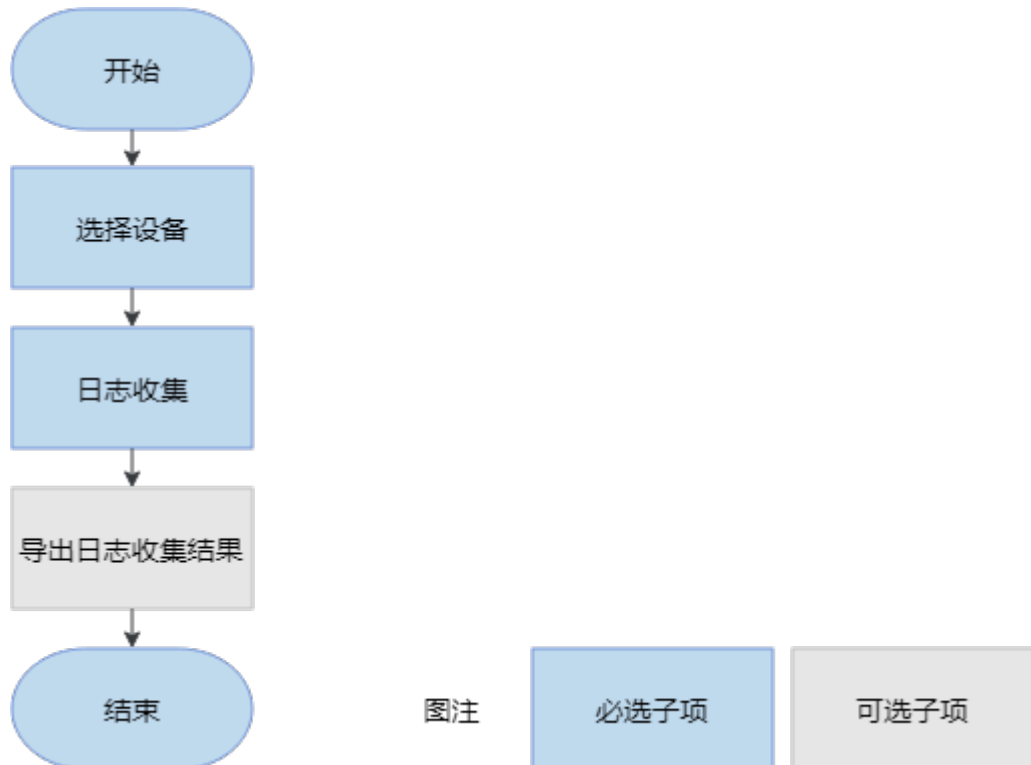 开始
选择设备
日志收集
导出日志收集结果
结束
图注
必选子项
可选子项